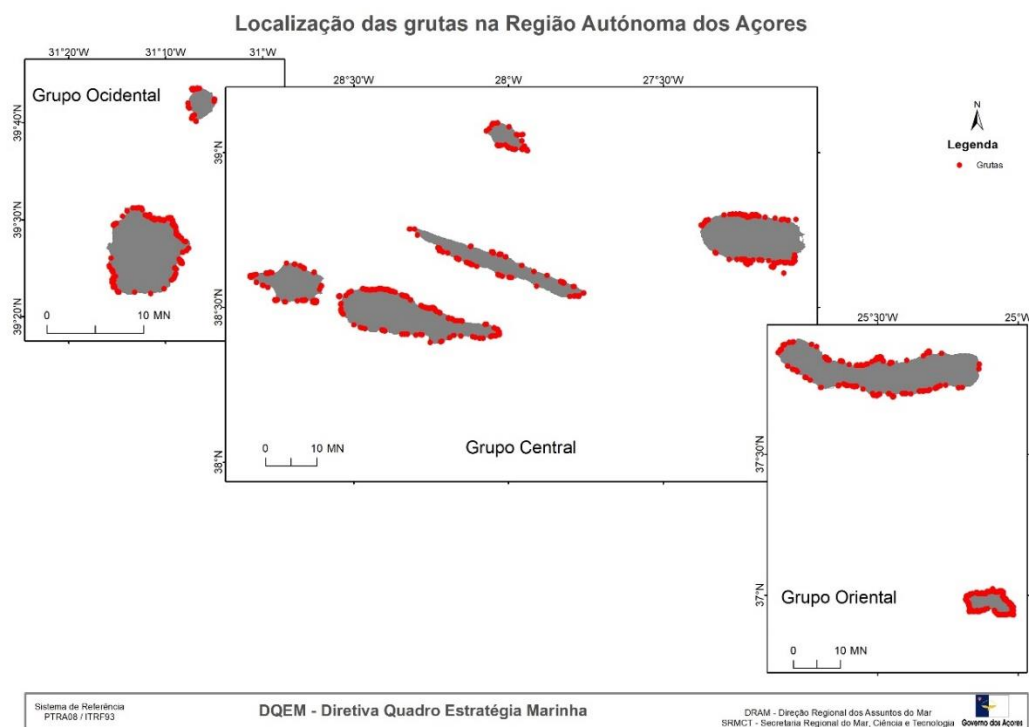 Localização das grutas na Região Autónoma dos Açores
31°20'W 31°10'W 31°W
Grupo Ocidental
39°40'N
39°30'N
39°20'N
0 10 MN
28°30'W 28°W 27°30'W
39°N
38°30'N
38°N
0 10 MN
Grupo Central
25°30'W 25°W
37°30'N
37°N
Grupo Oriental
0 10 MN
N
Legenda
Grutas
Sistema de Referência
PTRA08 / ITRF93
DQEM - Diretiva Quadro Estratégia Marinha
DRAM - Direção Regional dos Assuntos do Mar
SRMCT - Secretaria Regional do Mar, Ciência e Tecnologia
Governo dos Açores